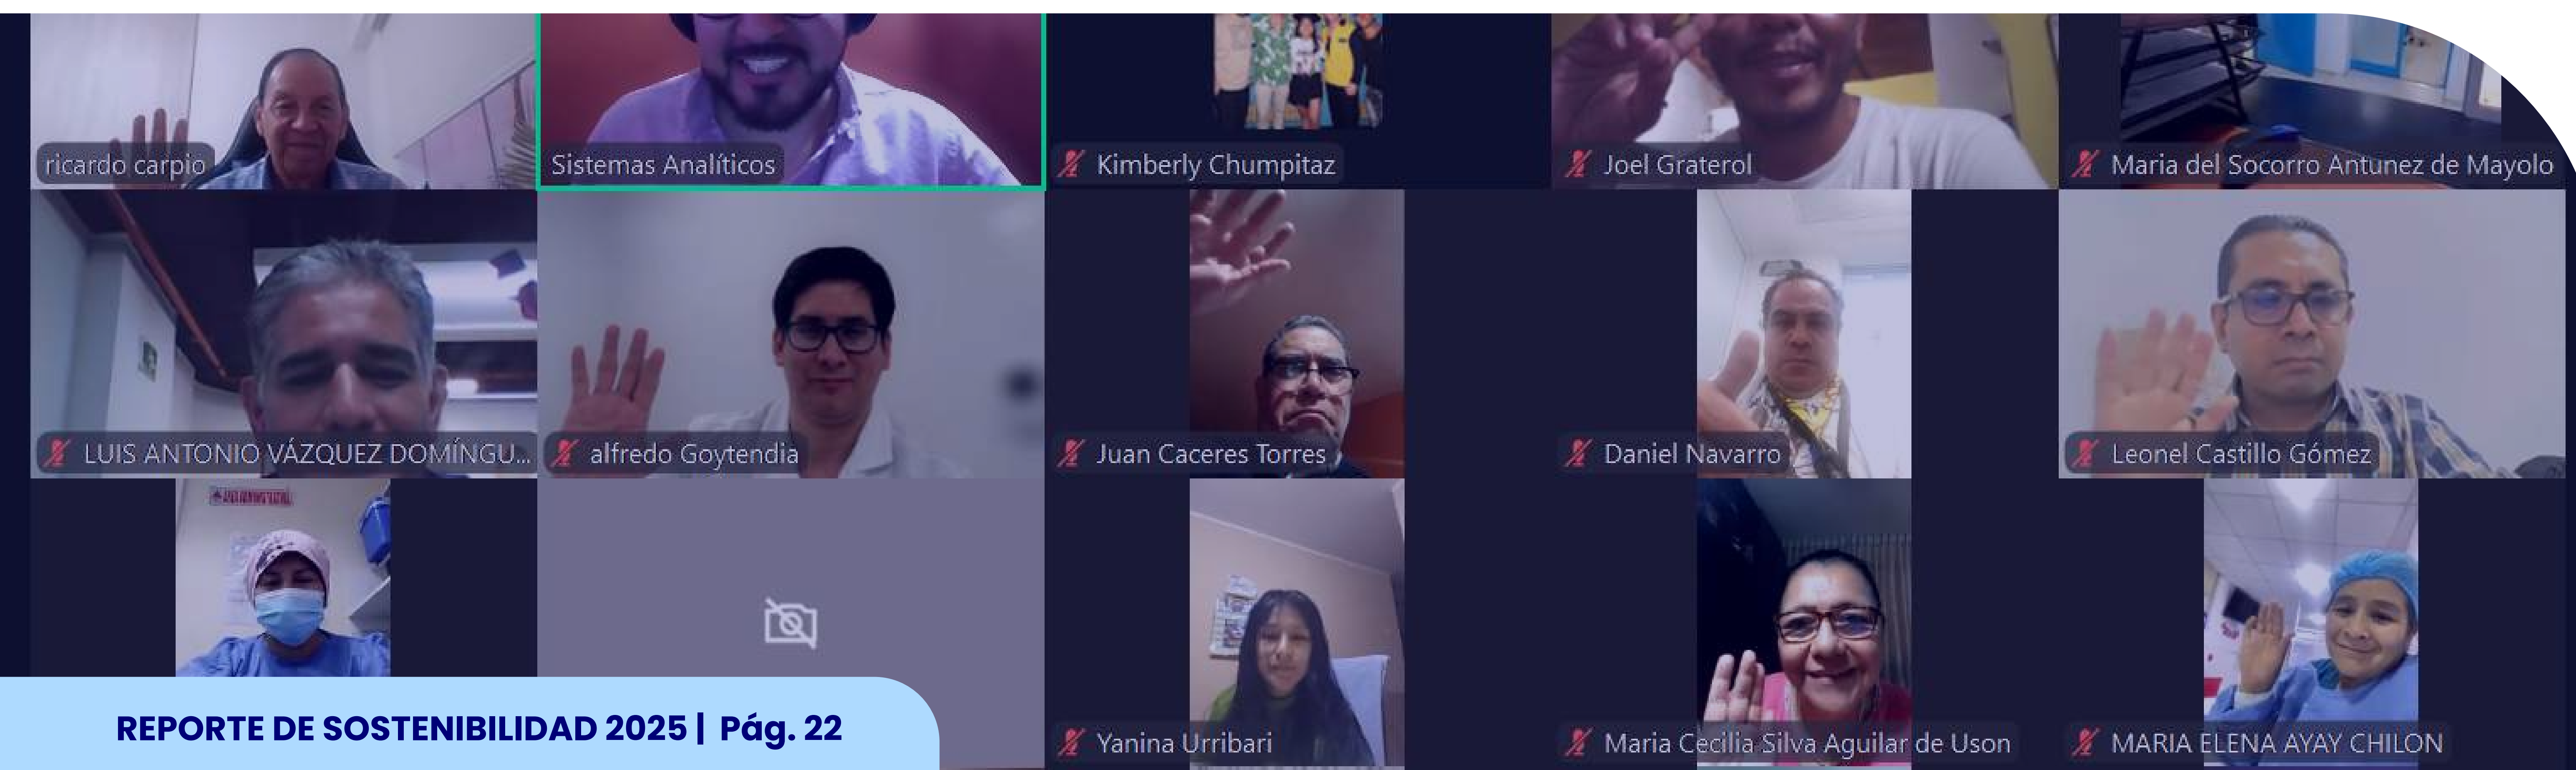 ricardo carpio
Sistemas Analíticos
Kimberly Chumpitaz
Joel Graterol
Maria del Socorro Antunez de Mayolo
LUIS ANTONIO VÁZQUEZ DOMÍNGU...
alfredo Goytendia
Juan Caceres Torres
Daniel Navarro
Leonel Castillo Gómez
Yanina Urribari
Maria Cecilia Silva Aguilar de Uson
MARIA ELENA AYAY CHILON
REPORTE DE SOSTENIBILIDAD 2025 | Pág. 22